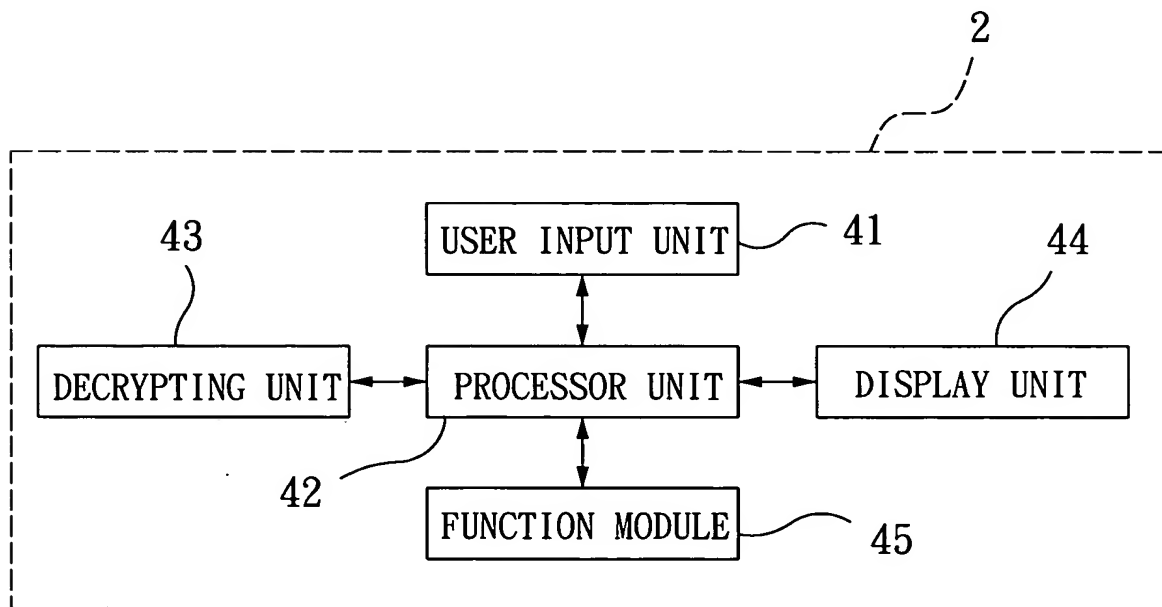 2
43
USER INPUT UNIT
41
44
DECRYPTING UNIT
PROCESSOR UNIT
DISPLAY UNIT
42
FUNCTION MODULE
45